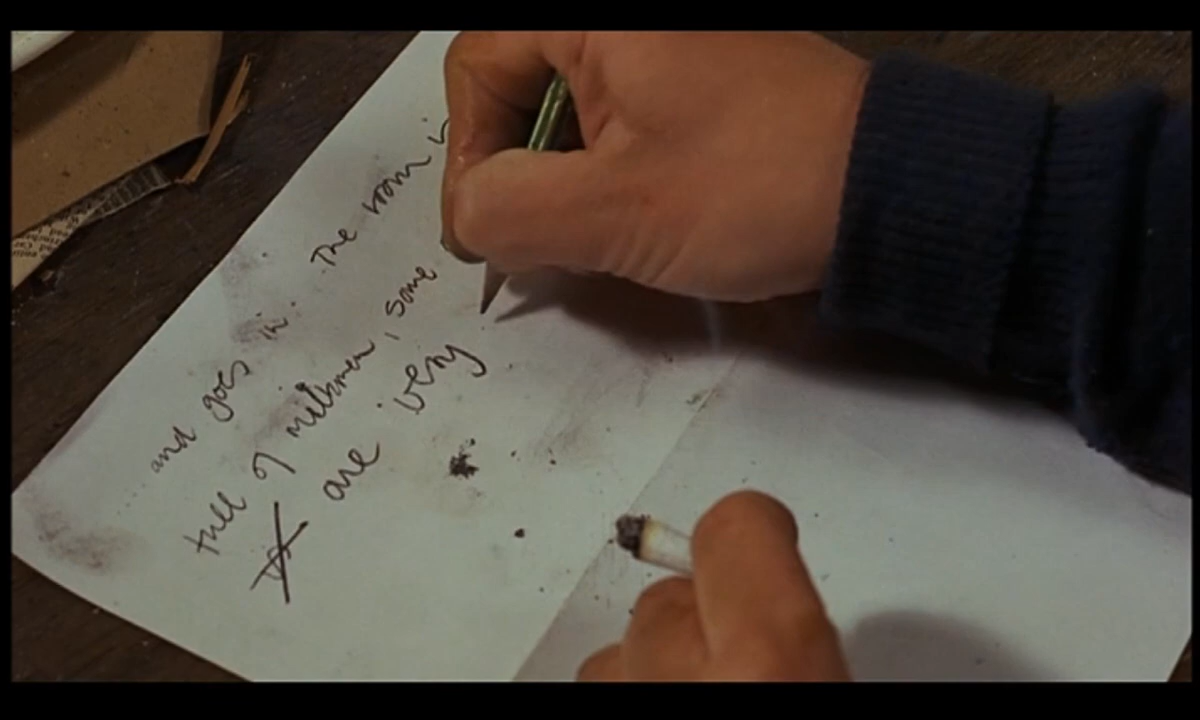 ... and goes in. The room i
full of milkmen, some
are very